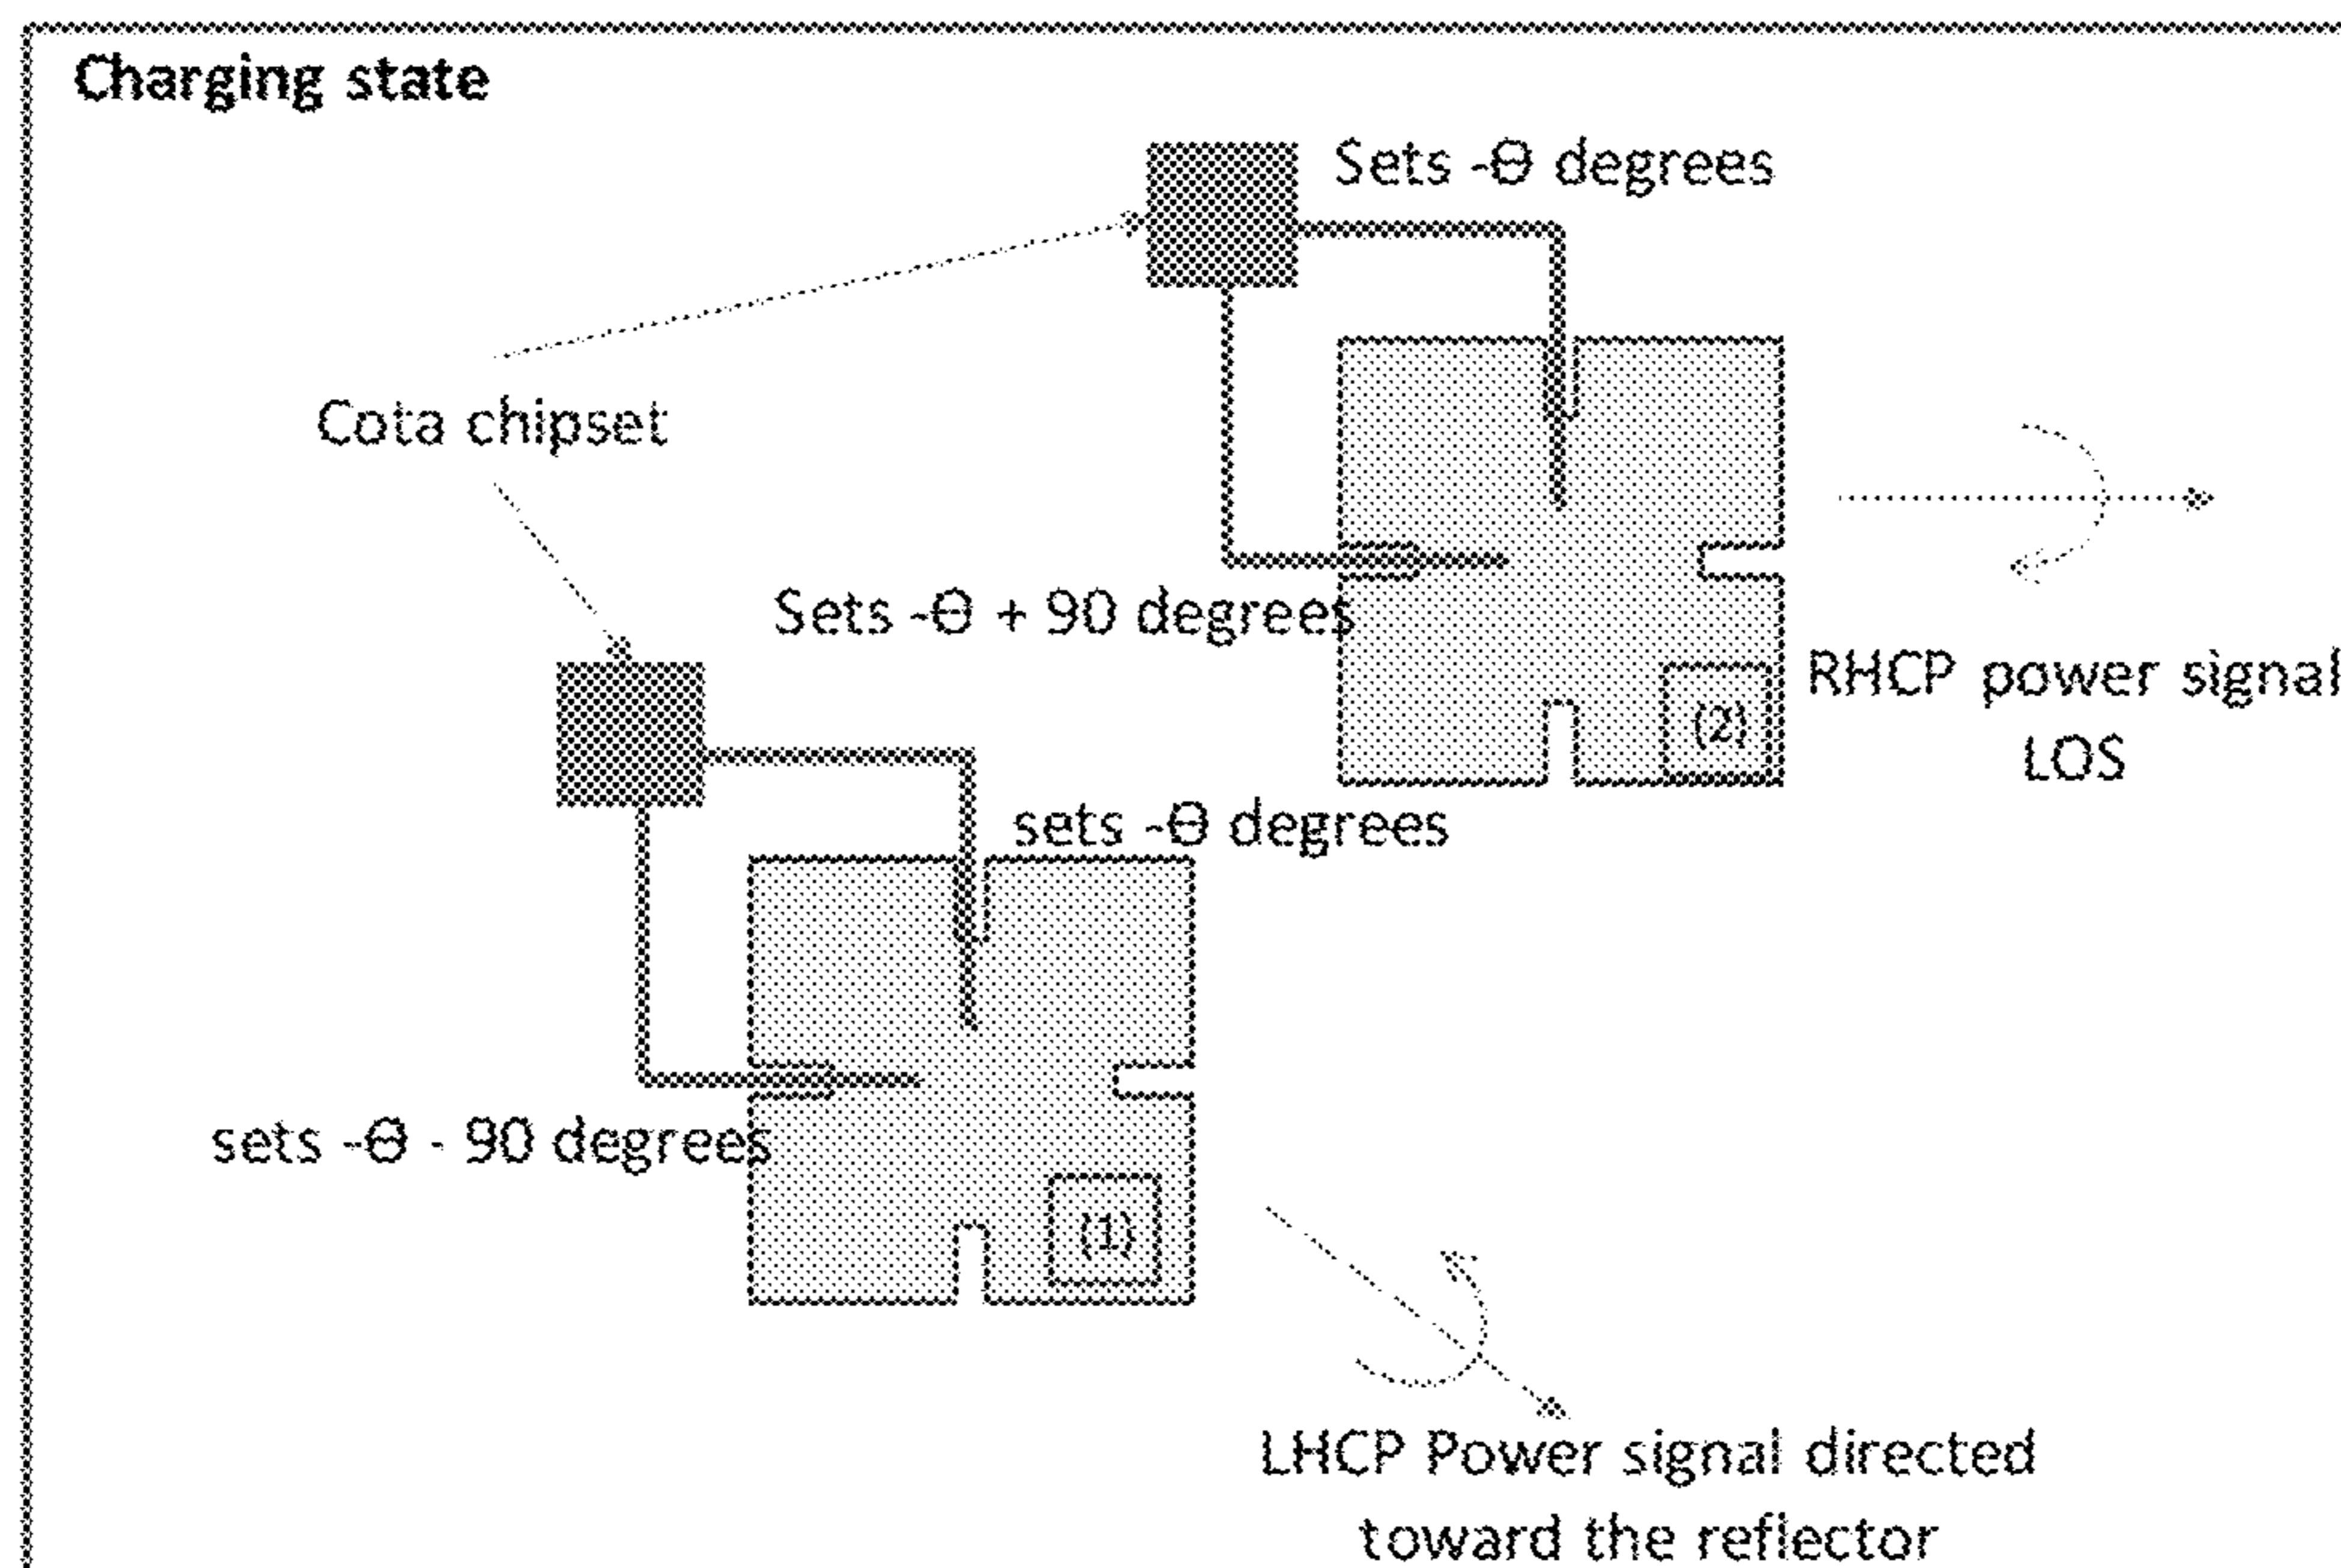 Charging state
Sets -Θ degrees
Cota chipset
Sets -Θ + 90 degrees
(2)
RHCP power signal
LOS
sets -Θ degrees
sets -Θ - 90 degrees
(1)
LHCP Power signal directed
toward the reflector